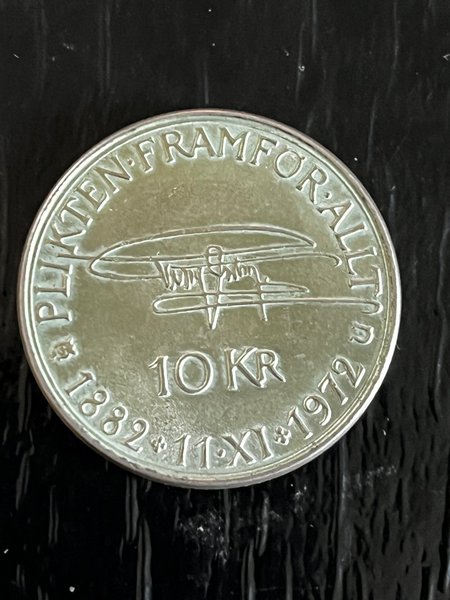 PLIKTEN·FRAMFÖR·ALLT
10 KR
1882 11·XI 1972